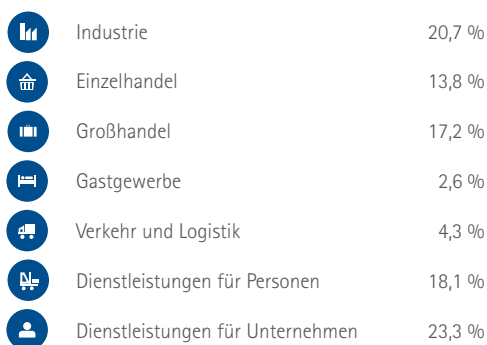 Industrie 20,7 %
Einzelhandel 13,8 %
Großhandel 17,2 %
Gastgewerbe 2,6 %
Verkehr und Logistik 4,3 %
Dienstleistungen für Personen 18,1 %
Dienstleistungen für Unternehmen 23,3 %